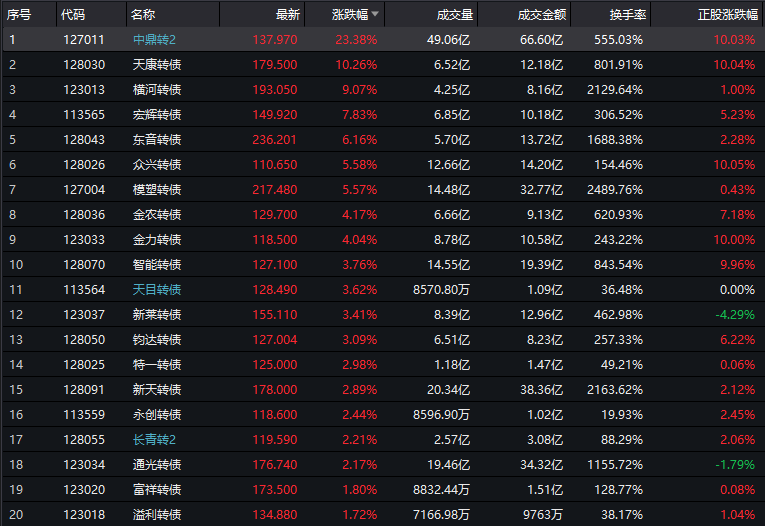 序号 代码 名称 最新 涨跌幅 成交量 成交金额 换手率 正股涨跌幅
1 127011 中鼎转2 137.970 23.38% 49.06亿 66.60亿 555.03% 10.03%
2 128030 天康转债 179.500 10.26% 6.52亿 12.18亿 801.91% 10.04%
3 123013 横河转债 193.050 9.07% 4.25亿 8.16亿 2129.64% 1.00%
4 113565 宏辉转债 149.920 7.83% 6.85亿 10.18亿 306.52% 5.23%
5 128043 东音转债 236.201 6.16% 5.70亿 13.72亿 1688.38% 2.28%
6 128026 众兴转债 110.650 5.58% 12.66亿 14.20亿 154.46% 10.05%
7 127004 模塑转债 217.480 5.57% 14.48亿 32.77亿 2489.76% 0.43%
8 128036 金农转债 129.700 4.17% 6.66亿 9.13亿 620.93% 7.18%
9 123033 金力转债 118.500 4.04% 8.78亿 10.58亿 243.22% 10.00%
10 128070 智能转债 127.100 3.76% 14.55亿 19.39亿 843.54% 9.96%
11 113564 天目转债 128.490 3.62% 8570.80万 1.09亿 36.48% 0.00%
12 123037 新莱转债 155.110 3.41% 8.39亿 12.96亿 462.98% -4.29%
13 128050 钧达转债 127.004 3.09% 6.51亿 8.23亿 257.33% 6.22%
14 128025 特一转债 125.000 2.98% 1.18亿 1.47亿 49.21% 0.06%
15 128091 新天转债 178.000 2.89% 20.34亿 38.36亿 2163.62% 2.12%
16 113559 永创转债 118.600 2.44% 8596.90万 1.02亿 19.93% 2.45%
17 128055 长青转2 119.590 2.21% 2.57亿 3.08亿 88.29% 2.06%
18 123034 通光转债 176.740 2.17% 19.46亿 34.32亿 1155.72% -1.79%
19 123020 富祥转债 173.500 1.80% 8832.44万 1.51亿 128.77% 0.08%
20 123018 溢利转债 134.880 1.72% 7166.98万 9763万 38.17% 1.04%